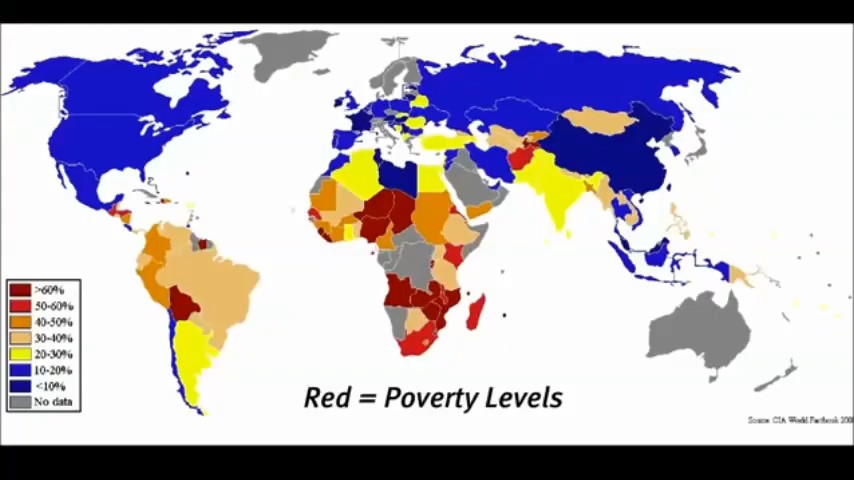 >60%
50-60%
40-50%
30-40%
20-30%
10-20%
<10%
No data
Red = Poverty Levels
Source: CIA World Factbook